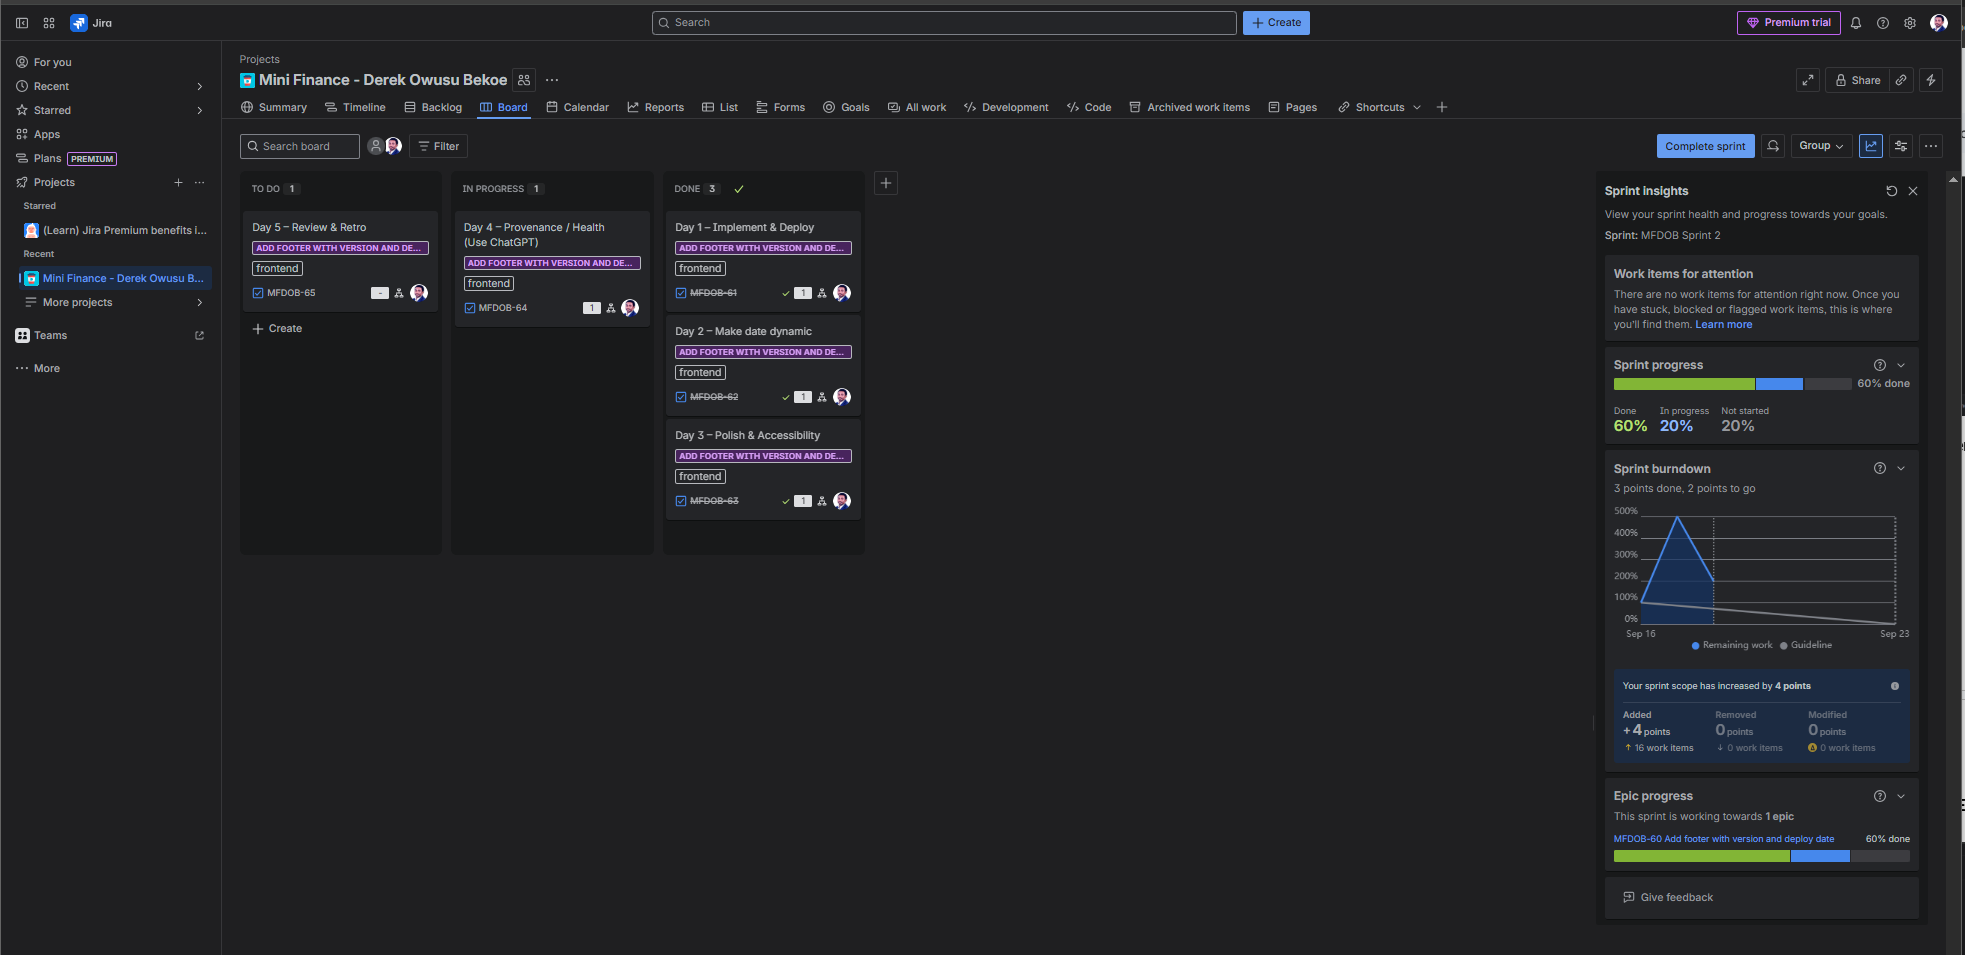 Jira
Search
+ Create
Premium trial
For you
Recent
Starred
Apps
Plans PREMIUM
Projects
Starred
(Learn) Jira Premium benefits i...
Recent
Mini Finance - Derek Owusu B...
More projects
Teams
More
Projects
Mini Finance - Derek Owusu Bekoe
Summary Timeline Backlog Board Calendar Reports List Forms Goals All work Development Code Archived work items Pages Shortcuts
Search board
Filter
Complete sprint
Group
TO DO 1
Day 5 – Review & Retro
ADD FOOTER WITH VERSION AND DE...
frontend
MFDOB-65 -
+ Create
IN PROGRESS 1
Day 4 – Provenance / Health
(Use ChatGPT)
ADD FOOTER WITH VERSION AND DE...
frontend
MFDOB-64 1
DONE 3
Day 1 – Implement & Deploy
ADD FOOTER WITH VERSION AND DE...
frontend
MFDOB-61 1
Day 2 – Make date dynamic
ADD FOOTER WITH VERSION AND DE...
frontend
MFDOB-62 1
Day 3 – Polish & Accessibility
ADD FOOTER WITH VERSION AND DE...
frontend
MFDOB-63 1
Sprint insights
View your sprint health and progress towards your goals.
Sprint: MFDOB Sprint 2
Work items for attention
There are no work items for attention right now. Once you
have stuck, blocked or flagged work items, this is where
you'll find them. Learn more
Sprint progress
60% done
Done In progress Not started
60% 20% 20%
Sprint burndown
3 points done, 2 points to go
500%
400%
300%
200%
100%
0%
Sep 16 Sep 23
Remaining work Guideline
Your sprint scope has increased by 4 points
Added Removed Modified
+4 points 0 points 0 points
↑ 16 work items ↓ 0 work items 0 work items
Epic progress
This sprint is working towards 1 epic
MFDOB-60 Add footer with version and deploy date 60% done
Give feedback